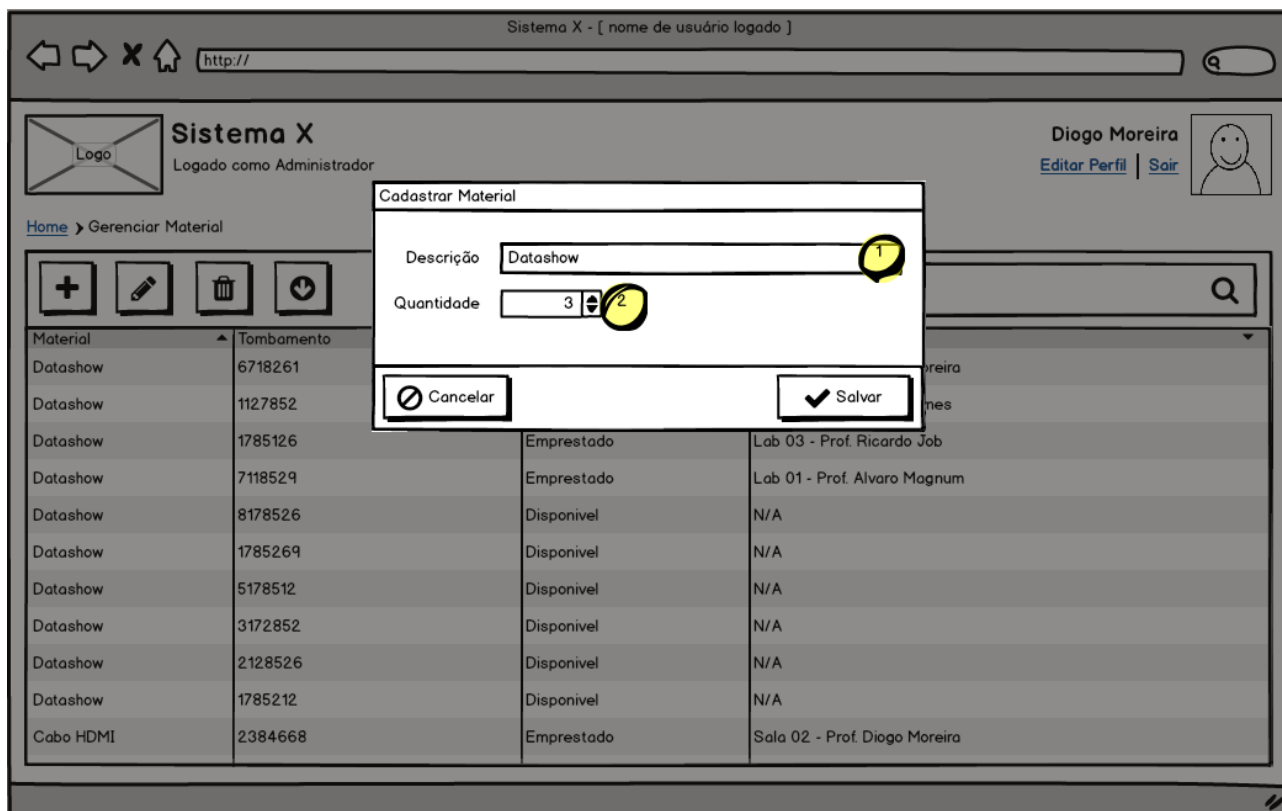 Sistema X - [ nome de usuário logado ]
http://
Logo
Sistema X
Logado como Administrador
Diogo Moreira
Editar Perfil | Sair
Home > Gerenciar Material
Cadastrar Material
Descrição Datashow 1
Quantidade 3 2
Cancelar Salvar
Material Tombamento
Datashow 6718261
Datashow 1127852
Datashow 1785126 Emprestado Lab 03 - Prof. Ricardo Job
Datashow 7118529 Emprestado Lab 01 - Prof. Alvaro Magnum
Datashow 8178526 Disponivel N/A
Datashow 1785269 Disponivel N/A
Datashow 5178512 Disponivel N/A
Datashow 3172852 Disponivel N/A
Datashow 2128526 Disponivel N/A
Datashow 1785212 Disponivel N/A
Cabo HDMI 2384668 Emprestado Sala 02 - Prof. Diogo Moreira